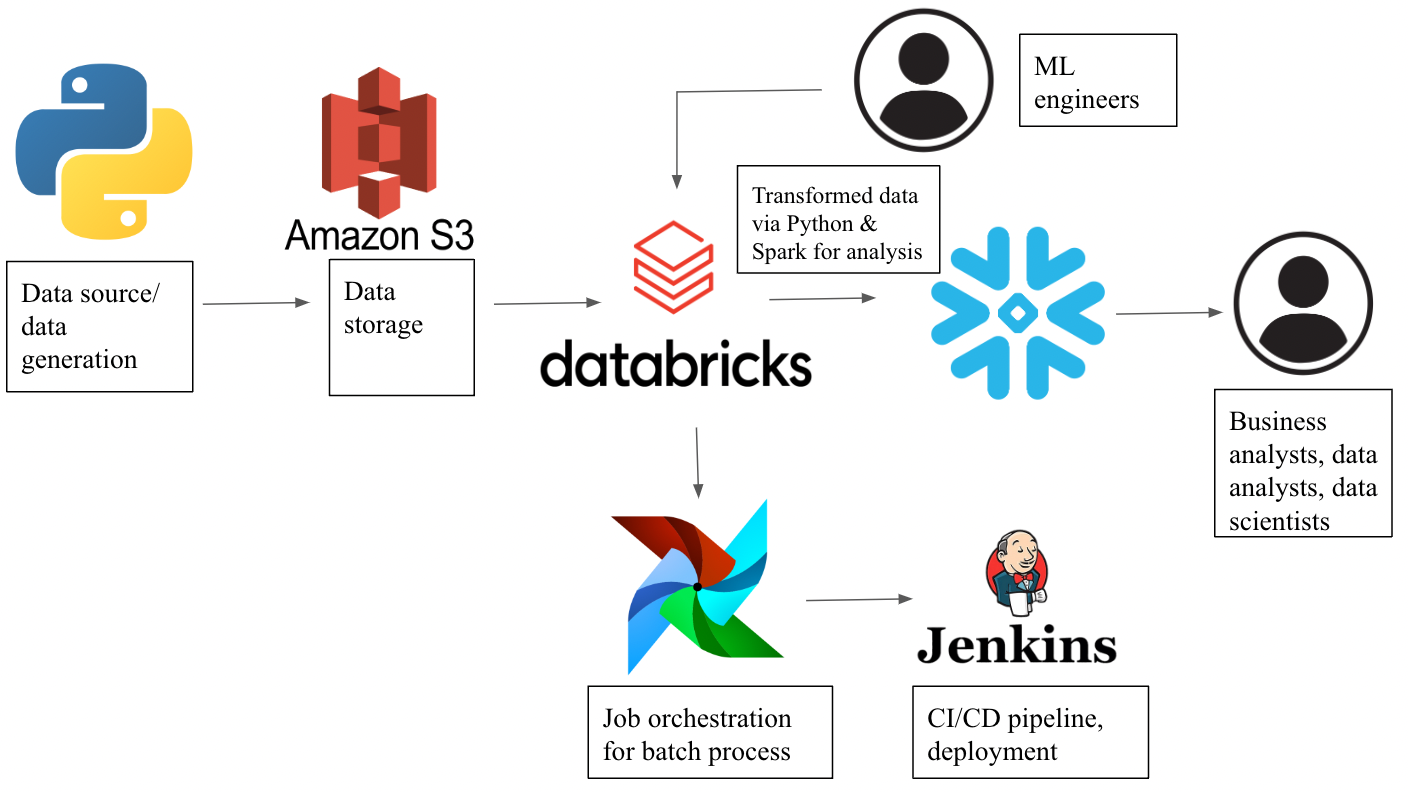 ML
engineers
Amazon S3
Transformed data
via Python &
Spark for analysis
Data source/
data
generation
Data
storage
databricks
Business
analysts, data
analysts, data
scientists
Jenkins
Job orchestration
for batch process
CI/CD pipeline,
deployment